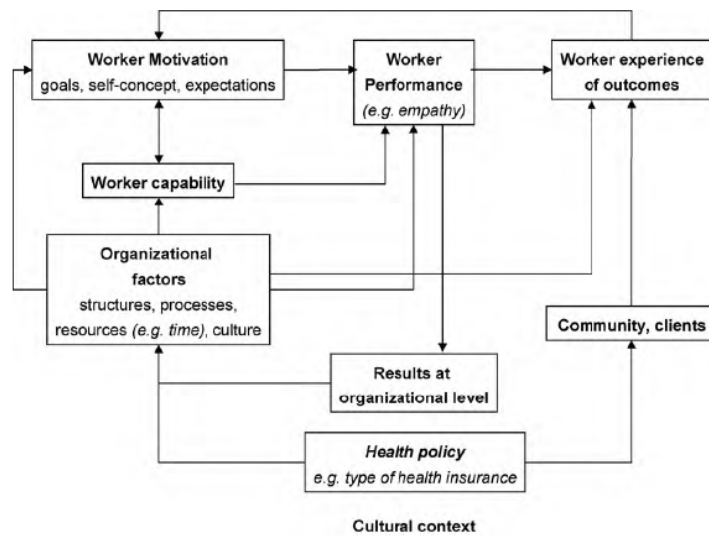 Worker Motivation
goals, self-concept, expectations
Worker
Performance
(e.g. empathy)
Worker experience
of outcomes
Worker capability
Organizational
factors
structures, processes,
resources (e.g. time), culture
Community, clients
Results at
organizational level
Health policy
e.g. type of health insurance
Cultural context